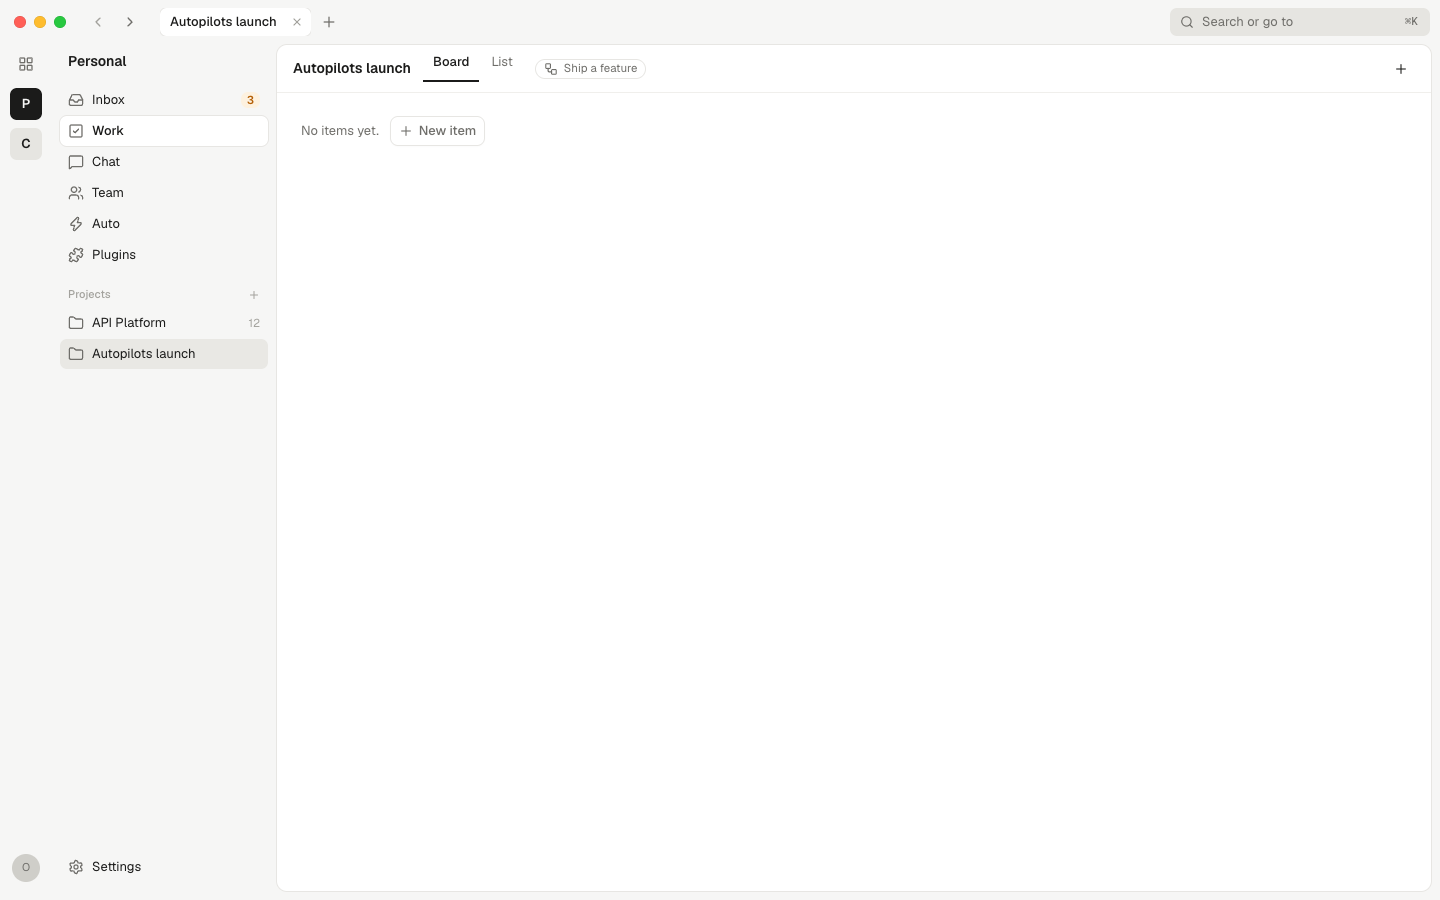 Autopilots launch
Search or go to ⌘K
Personal
P
C
Inbox 3
Work
Chat
Team
Auto
Plugins
Projects
API Platform 12
Autopilots launch
O
Settings
Autopilots launch Board List Ship a feature
No items yet. New item